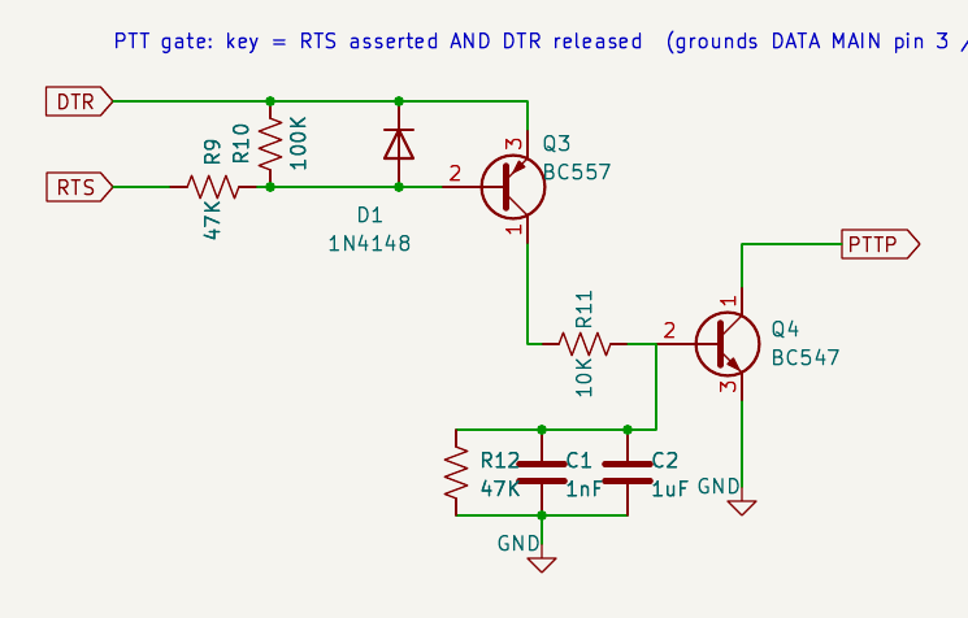 PTT gate: key = RTS asserted AND DTR released (grounds DATA MAIN pin 3 /
DTR
R10
100K
R9
47K
RTS
3
Q3
BC557
2
1
D1
1N4148
PTTP
R11
10K
2
1
Q4
BC547
3
R12
47K
C1
1nF
C2
1uF
GND
GND